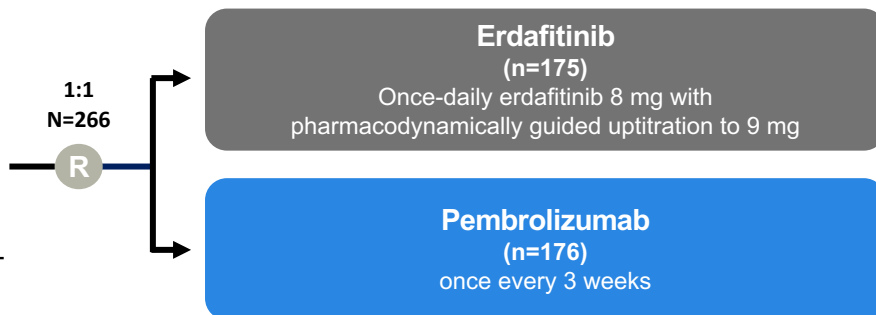 1:1
N=266
R
Erdafitinib
(n=175)
Once-daily erdafitinib 8 mg with
pharmacodynamically guided uptitration to 9 mg
Pembrolizumab
(n=176)
once every 3 weeks